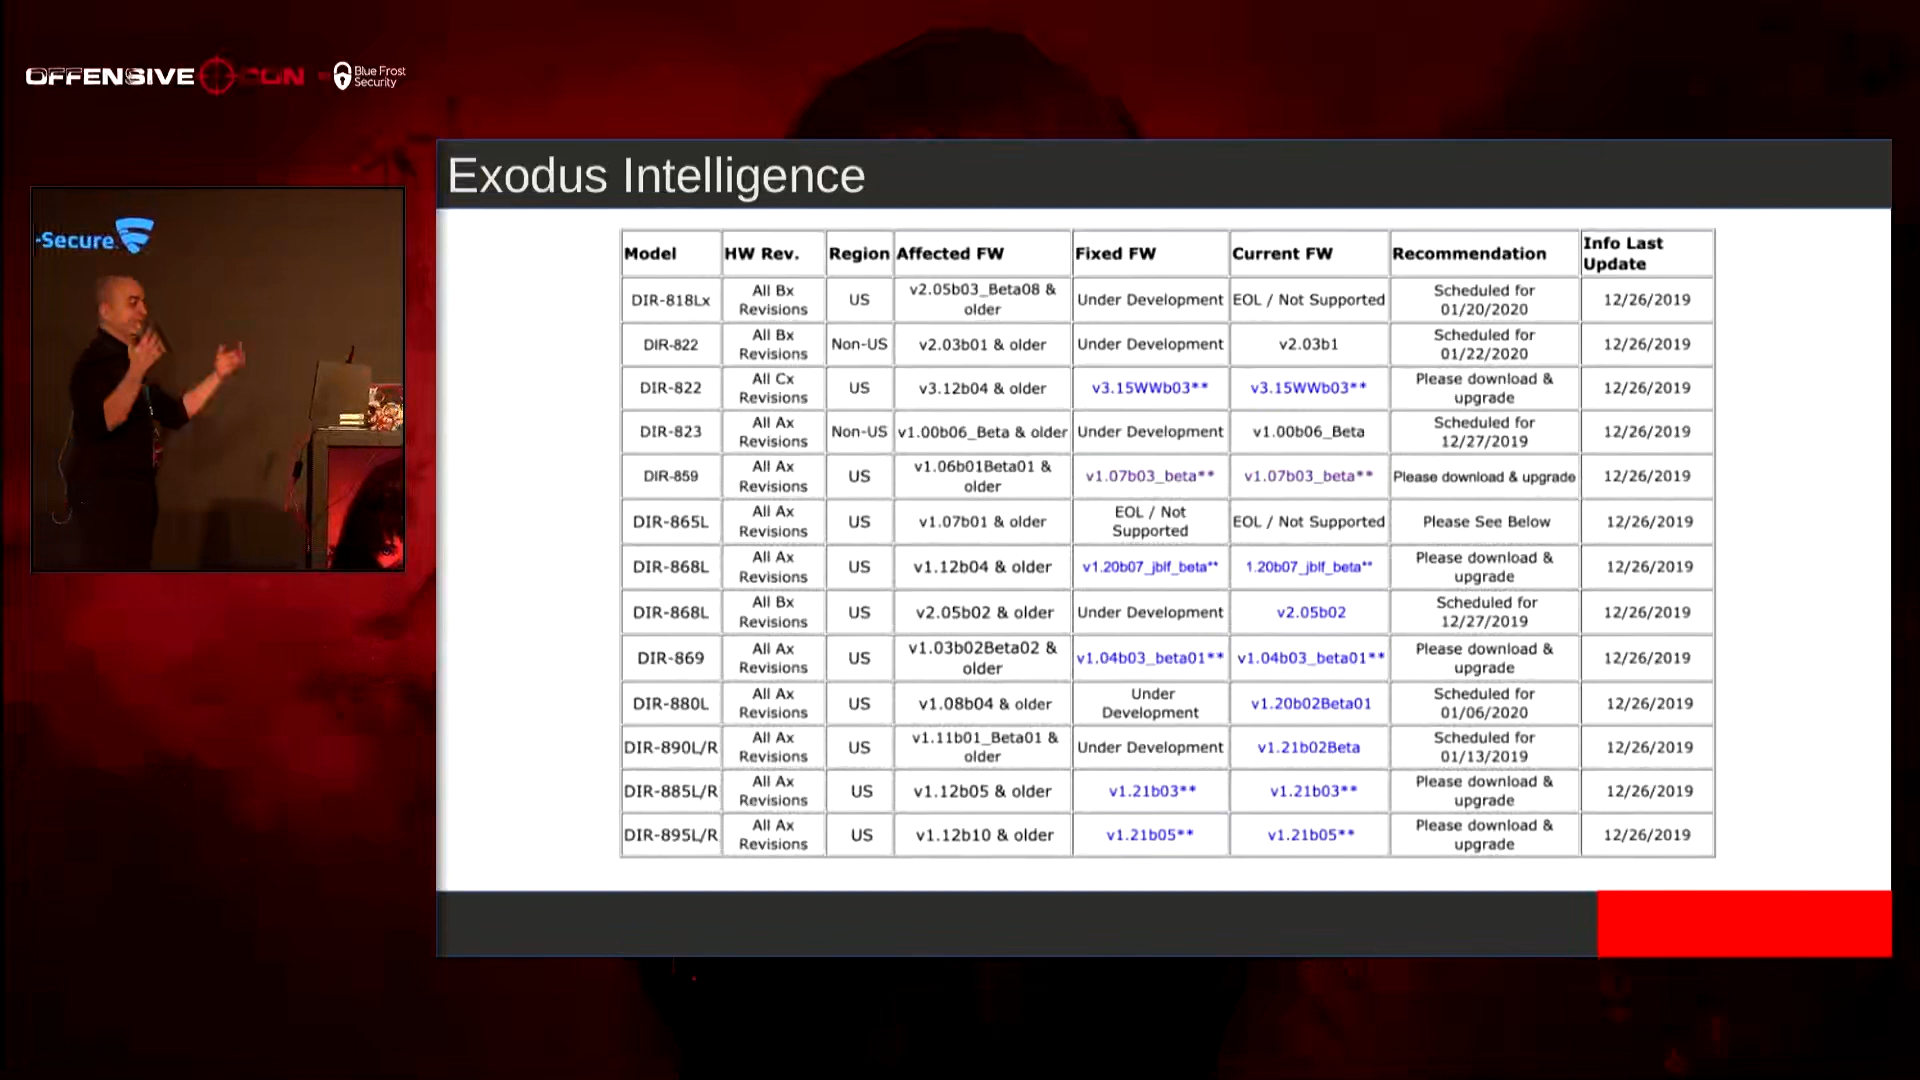 OFFENSIVE CON
Blue Frost
Security
Exodus Intelligence
-Secure.
Model HW Rev. Region Affected FW Fixed FW Current FW Recommendation Info Last Update
DIR-818Lx All Bx Revisions US v2.05b03_Beta08 & older Under Development EOL / Not Supported Scheduled for 01/20/2020 12/26/2019
DIR-822 All Bx Revisions Non-US v2.03b01 & older Under Development v2.03b1 Scheduled for 01/22/2020 12/26/2019
DIR-822 All Cx Revisions US v3.12b04 & older v3.15WWb03** v3.15WWb03** Please download & upgrade 12/26/2019
DIR-823 All Ax Revisions Non-US v1.00b06_Beta & older Under Development v1.00b06_Beta Scheduled for 12/27/2019 12/26/2019
DIR-859 All Ax Revisions US v1.06b01Beta01 & older v1.07b03_beta** v1.07b03_beta** Please download & upgrade 12/26/2019
DIR-865L All Ax Revisions US v1.07b01 & older EOL / Not Supported EOL / Not Supported Please See Below 12/26/2019
DIR-868L All Ax Revisions US v1.12b04 & older v1.20b07_jblf_beta** 1.20b07_jblf_beta** Please download & upgrade 12/26/2019
DIR-868L All Bx Revisions US v2.05b02 & older Under Development v2.05b02 Scheduled for 12/27/2019 12/26/2019
DIR-869 All Ax Revisions US v1.03b02Beta02 & older v1.04b03_beta01** v1.04b03_beta01** Please download & upgrade 12/26/2019
DIR-880L All Ax Revisions US v1.08b04 & older Under Development v1.20b02Beta01 Scheduled for 01/06/2020 12/26/2019
DIR-890L/R All Ax Revisions US v1.11b01_Beta01 & older Under Development v1.21b02Beta Scheduled for 01/13/2019 12/26/2019
DIR-885L/R All Ax Revisions US v1.12b05 & older v1.21b03** v1.21b03** Please download & upgrade 12/26/2019
DIR-895L/R All Ax Revisions US v1.12b10 & older v1.21b05** v1.21b05** Please download & upgrade 12/26/2019